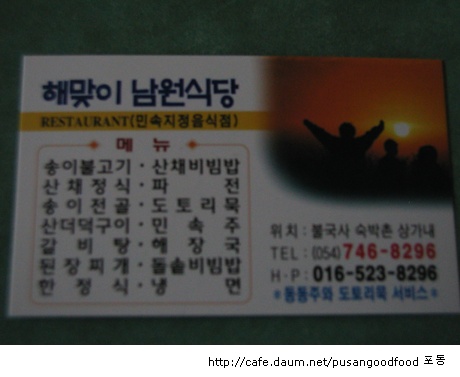 해맞이 남원식당
RESTAURANT(민속지정음식점)
메 뉴
송이불고기・산채비빔밥
산채정식・파 전
송이전골・도토리묵
산더덕구이・민속주
갈비탕・해장국
된장찌개・돌솥비빔밥
한정식・냉 면
위치: 불국사 숙박촌 상가내
TEL: (054)746-8296
H·P: 016-523-8296
*동동주와 도토리묵 서비스*
http://cafe.daum.net/pusangoodfood 포통